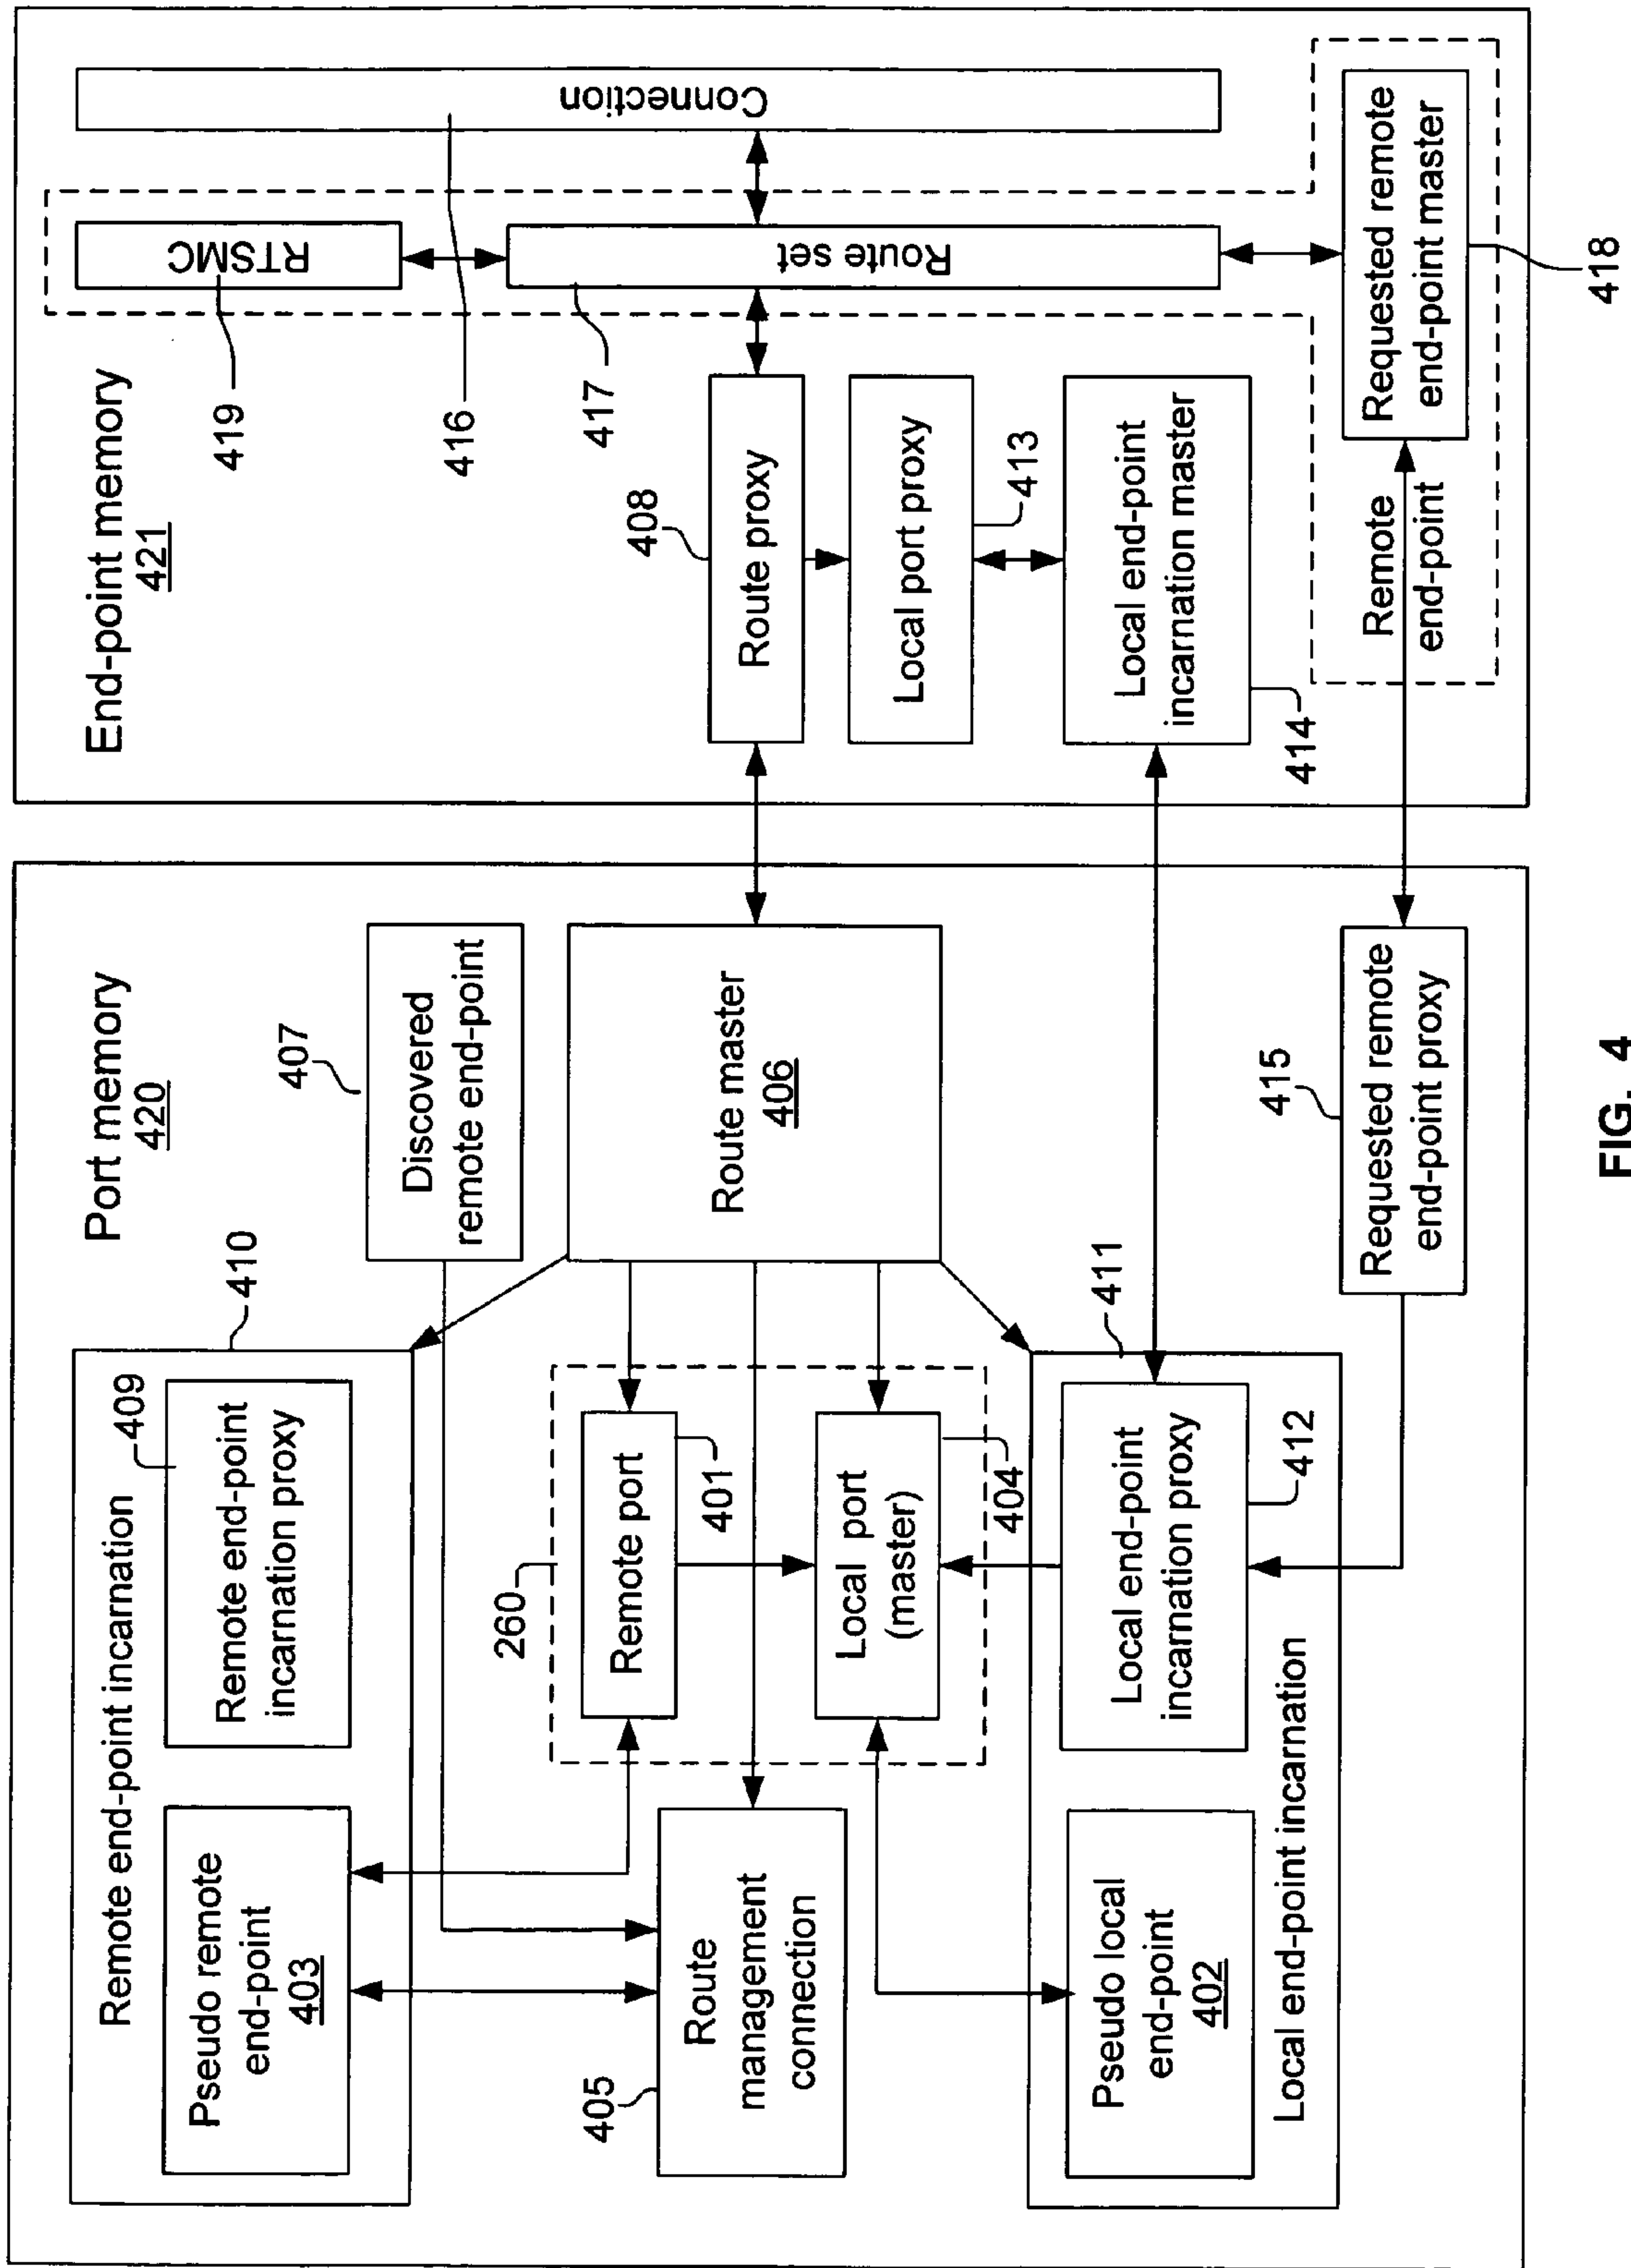 Port memory
420
Remote end-point incarnation
410
Pseudo remote
end-point
403
409
Remote end-point
incarnation proxy
407
Discovered
remote end-point
260
Remote port
401
405
Route
management
connection
Route master
406
Local port
(master)
404
411
Pseudo local
end-point
402
Local end-point
incarnation proxy
412
Local end-point incarnation
415
Requested remote
end-point proxy
End-point memory
421
419
RTSMC
416
Connection
417
Route set
408
Route proxy
Local port proxy
413
Local end-point
incarnation master
414
Remote
end-point
Requested remote
end-point master
418
FIG. 4